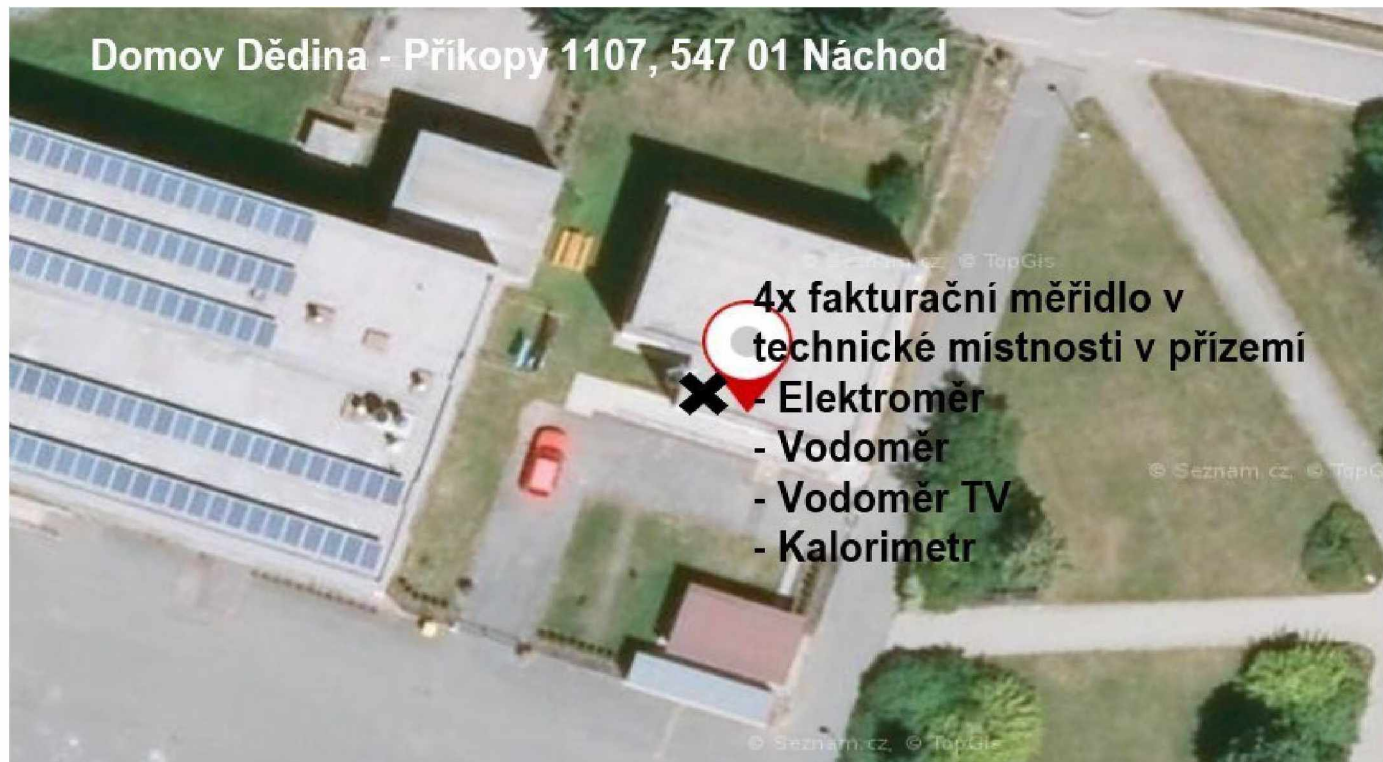 Domov Dědina - Příkopy 1107, 547 01 Náchod
© Seznam.cz, © TopGis
4x fakturační měřidlo v
technické místnosti v přízemí
- Elektroměr
- Vodoměr
- Vodoměr TV
- Kalorimetr
© Seznam.cz, © TopG
© Seznam.cz, © TopGis